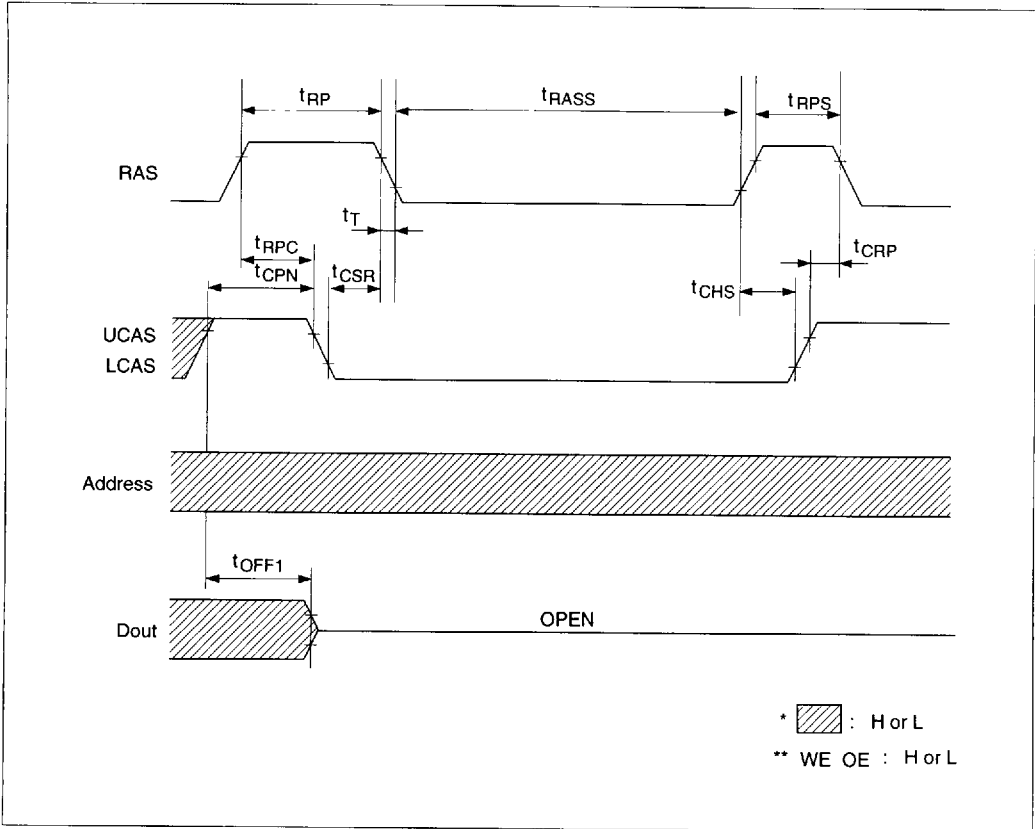 tRP tRASS tRPS
RAS
tT
tRPC tCRP
tCPN tCSR tCHS
UCAS
LCAS
Address
tOFF1
Dout OPEN
* : H or L
** WE OE : H or L